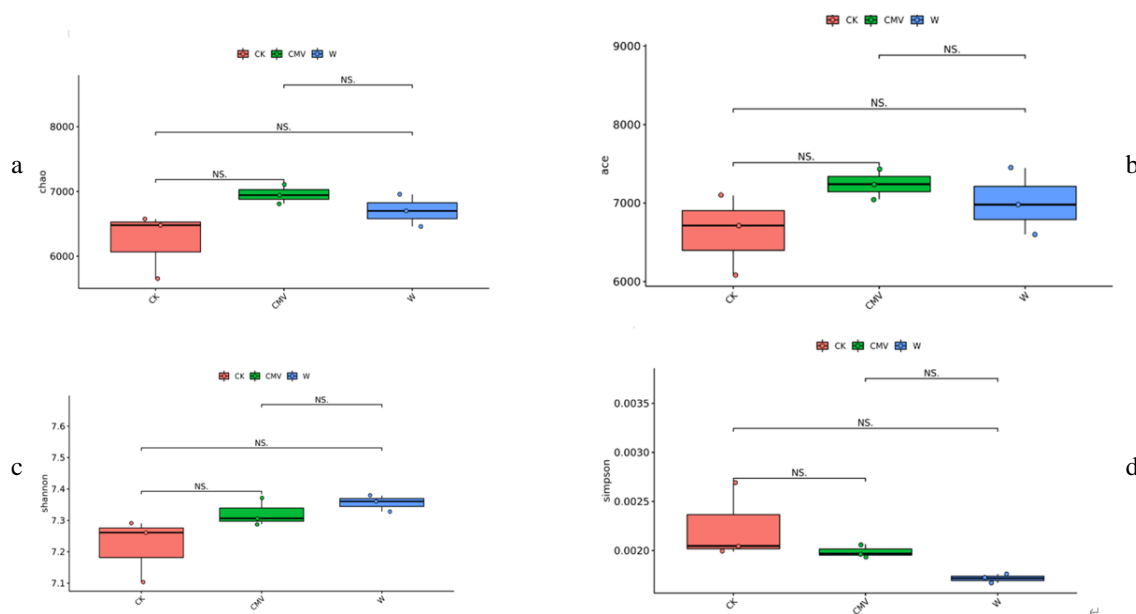 a
CK CMV W
chao
8000
7000
6000
NS.
NS.
NS.
CK CMV W
b
CK CMV W
ace
9000
8000
7000
6000
NS.
NS.
NS.
CK CMV W
c
CK CMV W
shannon
7.6
7.5
7.4
7.3
7.2
7.1
NS.
NS.
NS.
CK CMV W
d
CK CMV W
simpson
0.0035
0.0030
0.0025
0.0020
NS.
NS.
NS.
CK CMV W